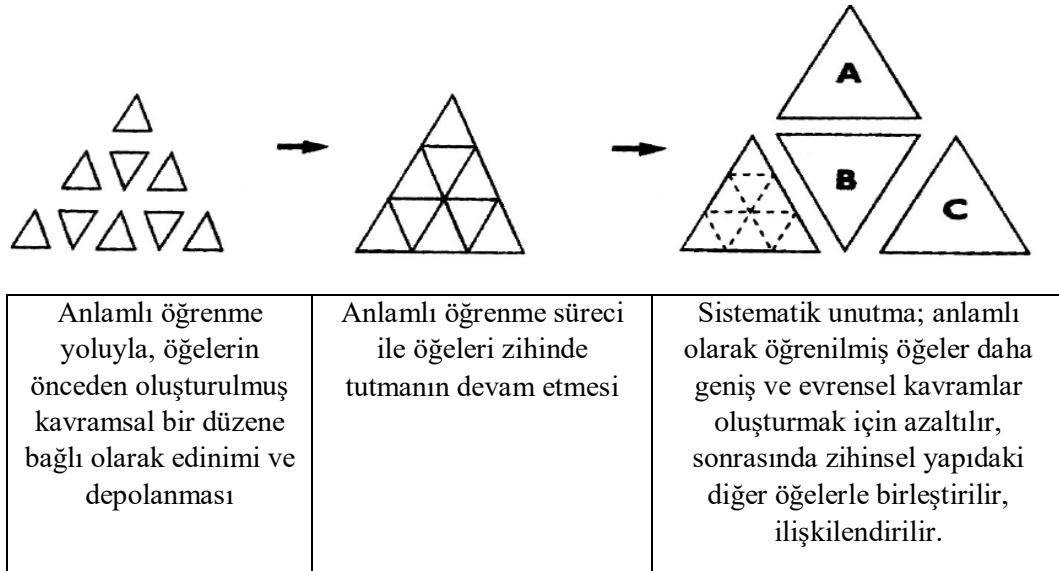 A
B
C
Anlamlı öğrenme
yoluyla, öğelerin
önceden oluşturulmuş
kavramsal bir düzene
bağlı olarak edinimi ve
depolanması
Anlamlı öğrenme süreci
ile öğeleri zihinde
tutmanın devam etmesi
Sistematik unutma; anlamlı
olarak öğrenilmiş öğeler daha
geniş ve evrensel kavramlar
oluşturmak için azaltılır,
sonrasında zihinsel yapıdaki
diğer öğelerle birleştirilir,
ilişkilendirilir.